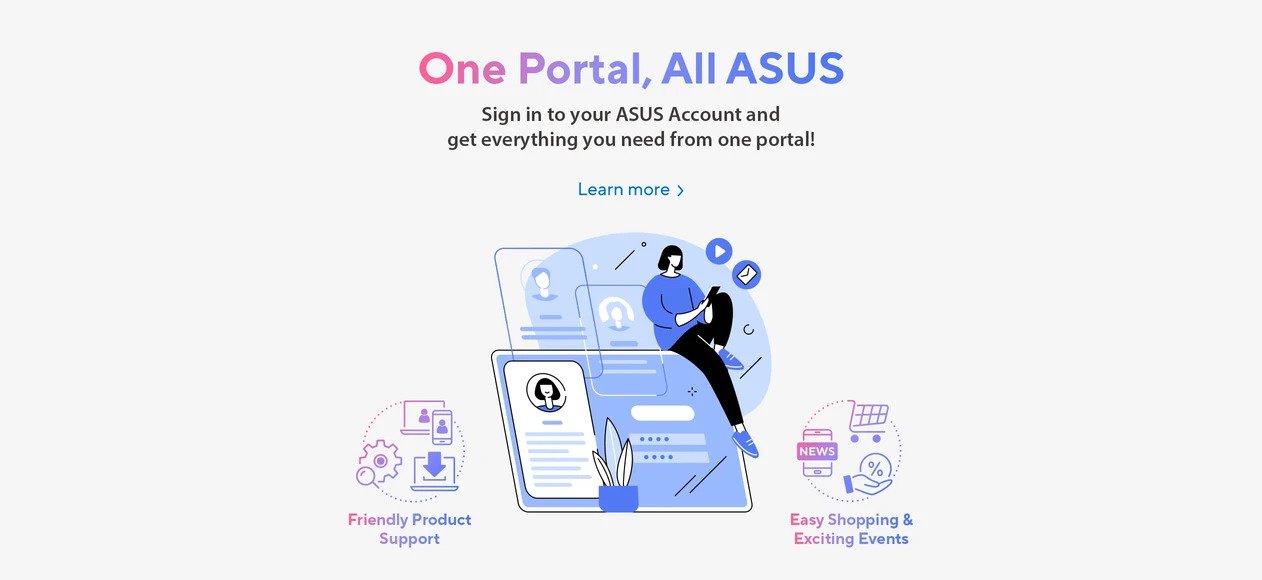 One Portal, All ASUS
Sign in to your ASUS Account and
get everything you need from one portal!
Learn more >
NEWS
%
Friendly Product
Support
Easy Shopping &
Exciting Events